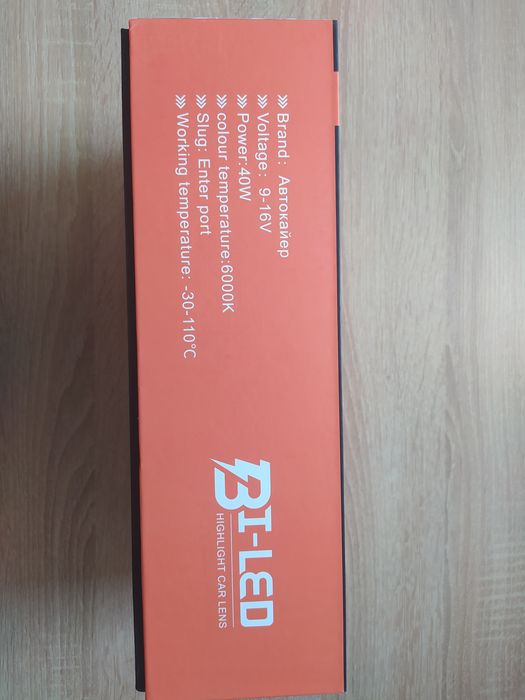 Brand: Автокайер
Voltage: 9-16V
Power:40W
colour temperature:6000K
Slug: Enter port
Working temperature: -30-110℃
BI-LED
HIGHLIGHT CAR LENS